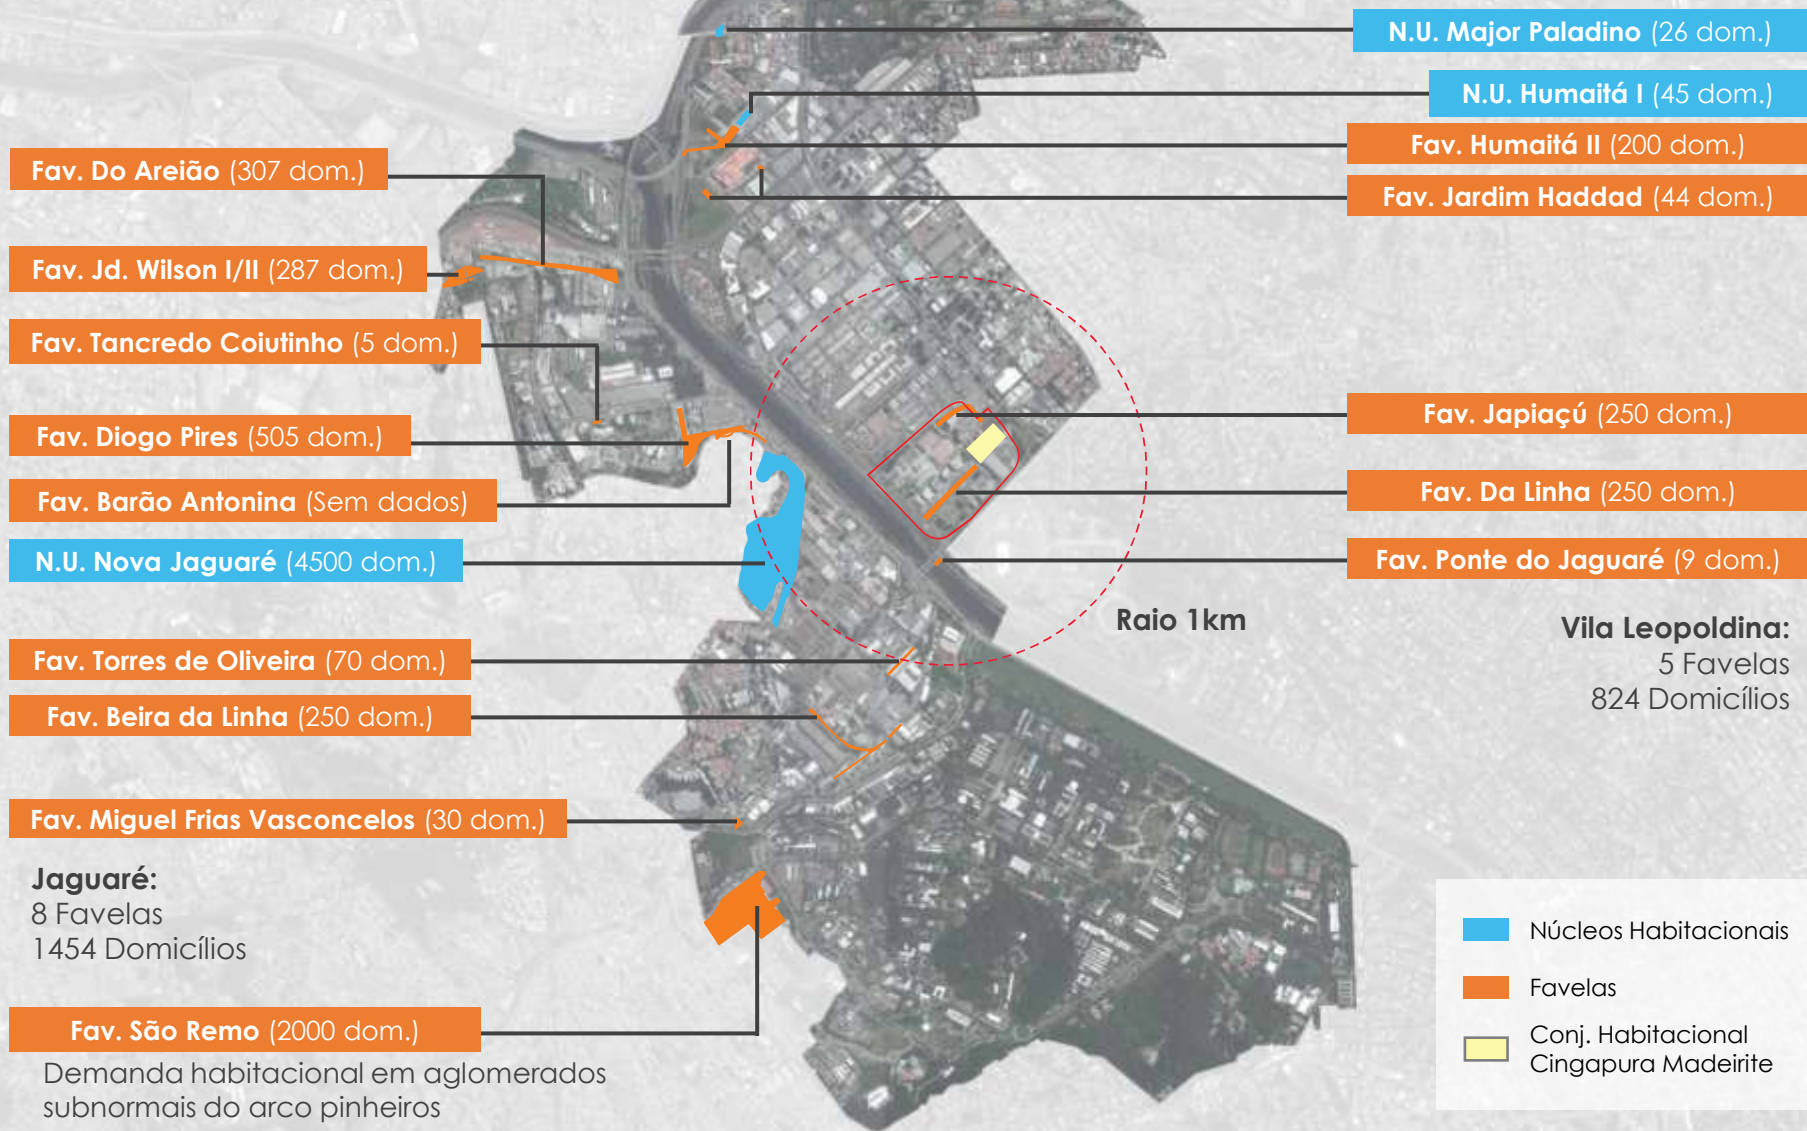 N.U. Major Paladino (26 dom.)
N.U. Humaitá I (45 dom.)
Fav. Humaitá II (200 dom.)
Fav. Jardim Haddad (44 dom.)
Fav. Do Areião (307 dom.)
Fav. Jd. Wilson I/II (287 dom.)
Fav. Tancredo Coiutinho (5 dom.)
Fav. Diogo Pires (505 dom.)
Fav. Barão Antonina (Sem dados)
N.U. Nova Jaguaré (4500 dom.)
Fav. Japiaçú (250 dom.)
Fav. Da Linha (250 dom.)
Fav. Ponte do Jaguaré (9 dom.)
Raio 1km
Vila Leopoldina:
5 Favelas
824 Domicílios
Fav. Torres de Oliveira (70 dom.)
Fav. Beira da Linha (250 dom.)
Fav. Miguel Frias Vasconcelos (30 dom.)
Jaguaré:
8 Favelas
1454 Domicílios
Fav. São Remo (2000 dom.)
Demanda habitacional em aglomerados
subnormais do arco pinheiros
Núcleos Habitacionais
Favelas
Conj. Habitacional
Cingapura Madeirite